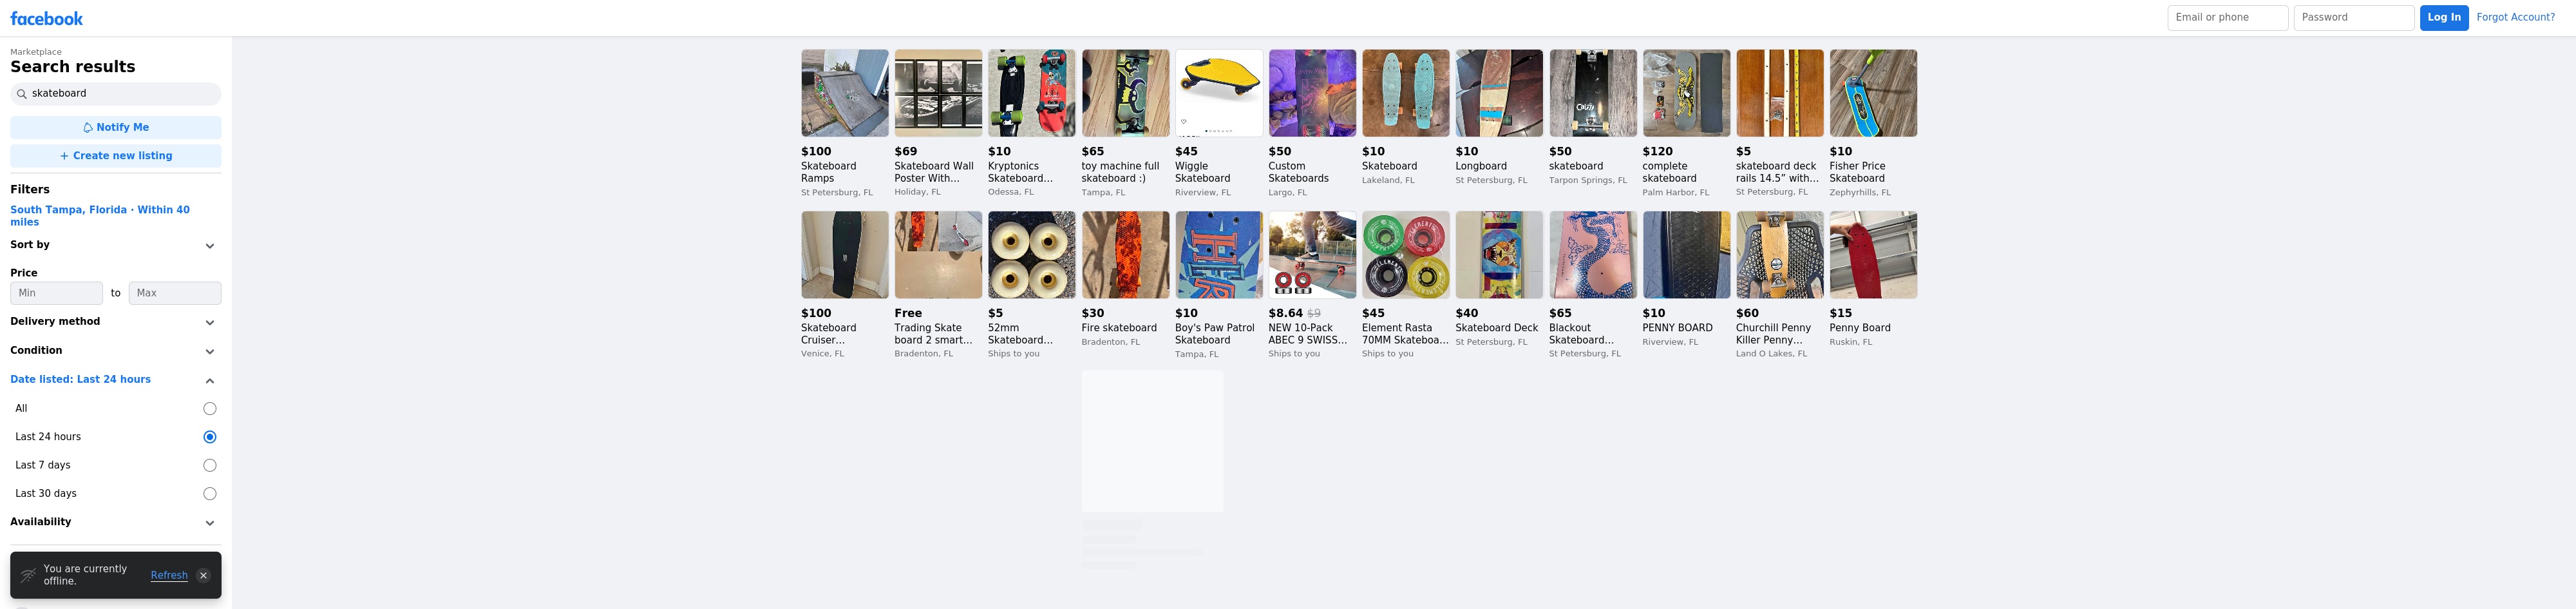 facebook
Email or phone
Password
Log In
Forgot Account?
Marketplace
Search results
skateboard
Notify Me
+ Create new listing
Filters
South Tampa, Florida · Within 40
miles
Sort by
Price
Min
to
Max
Delivery method
Condition
Date listed: Last 24 hours
All
Last 24 hours
Last 7 days
Last 30 days
Availability
You are currently
offline.
Refresh
$100
Skateboard
Ramps
St Petersburg, FL
$69
Skateboard Wall
Poster With...
Holiday, FL
$10
Kryptonics
Skateboard...
Odessa, FL
$65
toy machine full
skateboard :)
Tampa, FL
$45
Wiggle
Skateboard
Riverview, FL
$50
Custom
Skateboards
Largo, FL
$10
Skateboard
Lakeland, FL
$10
Longboard
St Petersburg, FL
$50
skateboard
Tarpon Springs, FL
$120
complete
skateboard
Palm Harbor, FL
$5
skateboard deck
rails 14.5” with...
St Petersburg, FL
$10
Fisher Price
Skateboard
Zephyrhills, FL
$100
Skateboard
Cruiser...
Venice, FL
Free
Trading Skate
board 2 smart...
Bradenton, FL
$5
52mm
Skateboard...
Ships to you
$30
Fire skateboard
Bradenton, FL
$10
Boy's Paw Patrol
Skateboard
Tampa, FL
$8.64 $9
NEW 10-Pack
ABEC 9 SWISS...
Ships to you
$45
Element Rasta
70MM Skateboa...
Ships to you
$40
Skateboard Deck
St Petersburg, FL
$65
Blackout
Skateboard...
St Petersburg, FL
$10
PENNY BOARD
Riverview, FL
$60
Churchill Penny
Killer Penny...
Land O Lakes, FL
$15
Penny Board
Ruskin, FL